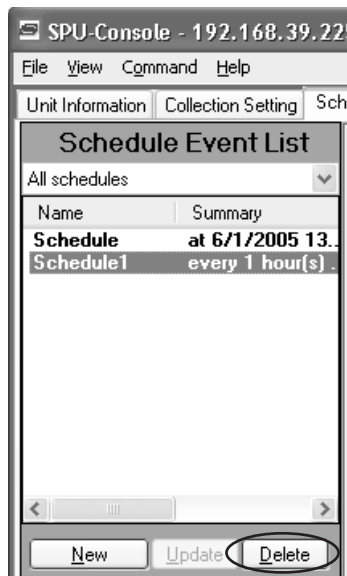 SPU-Console - 192.168.39.22
File View Command Help
Unit Information Collection Setting Sch
Schedule Event List
All schedules
Name Summary
Schedule at 6/1/2005 13..
Schedule1 every 1 hour(s) .
New Update Delete